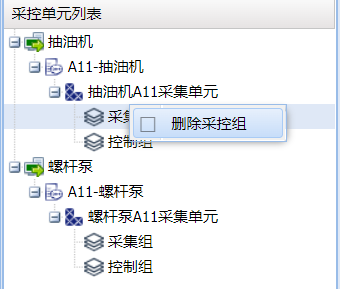 采控单元列表
抽油机
A11-抽油机
抽油机A11采集单元
采集
删除采控组
控制组
螺杆泵
A11-螺杆泵
螺杆泵A11采集单元
采集组
控制组